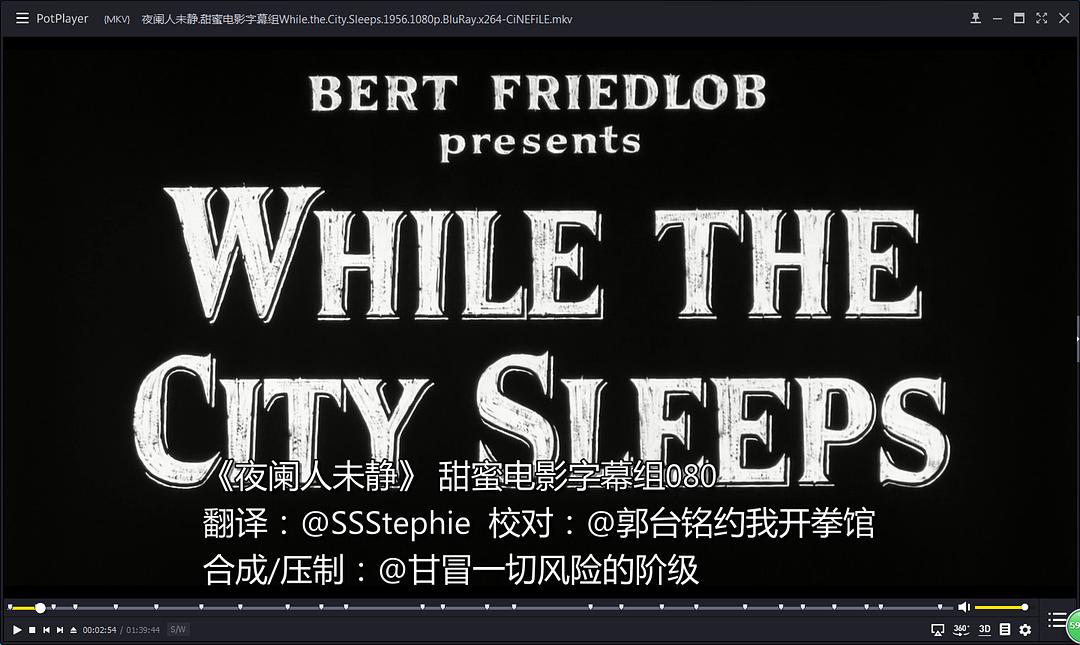 PotPlayer (MKV) 夜阑人未静.甜蜜电影字幕组While.the.City.Sleeps.1956.1080p.BluRay.x264-CiNEFiLE.mkv
BERT FRIEDLOB
presents
WHILE THE
CITY SLEEPS
《夜阑人未静》 甜蜜电影字幕组080
翻译：@SSStephie 校对：@郭台铭约我开拳馆
合成/压制：@甘冒一切风险的阶级
00:02:54 / 01:39:44 S/W
360° 3D
59